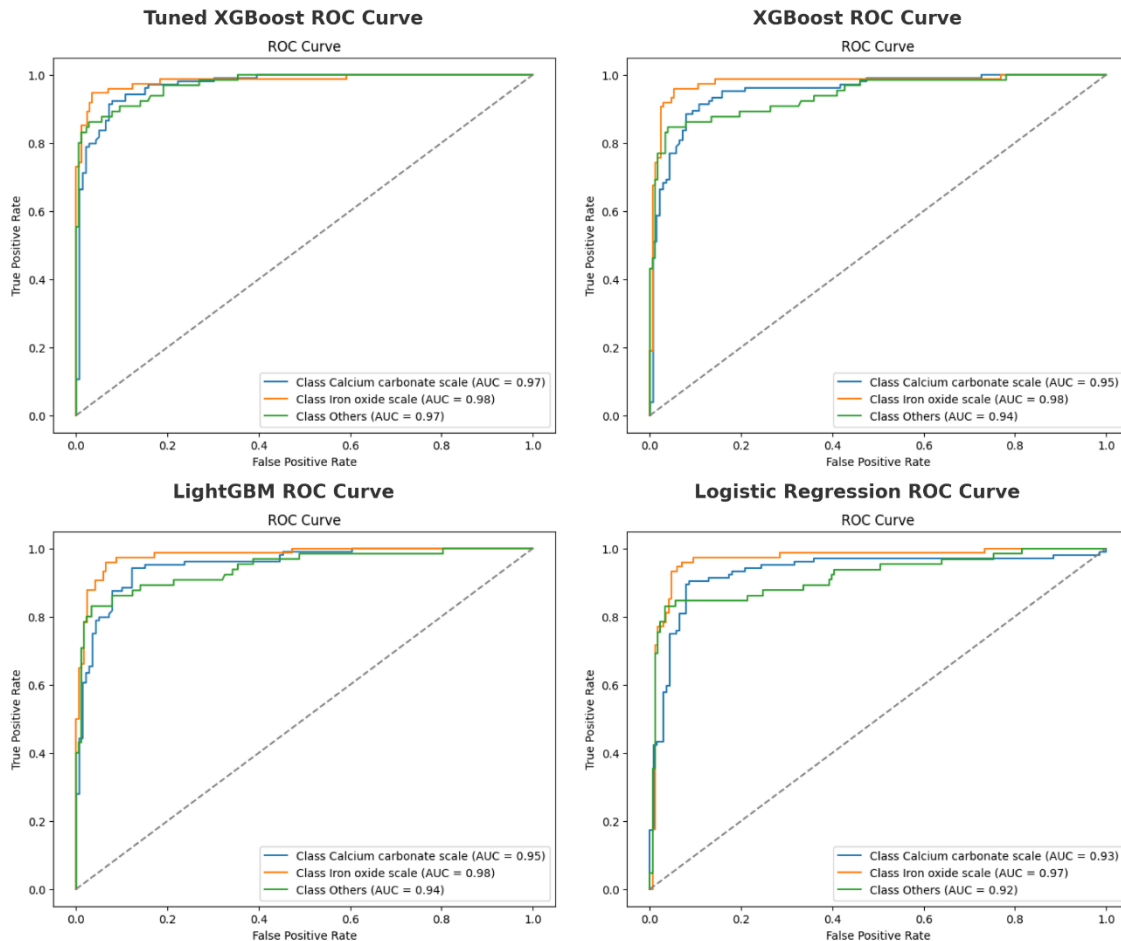 Tuned XGBoost ROC Curve
ROC Curve
1.0
0.8
0.6
0.4
0.2
0.0
True Positive Rate
Class Calcium carbonate scale (AUC = 0.97)
Class Iron oxide scale (AUC = 0.98)
Class Others (AUC = 0.97)
0.0 0.2 0.4 0.6 0.8 1.0
False Positive Rate
XGBoost ROC Curve
ROC Curve
1.0
0.8
0.6
0.4
0.2
0.0
True Positive Rate
Class Calcium carbonate scale (AUC = 0.95)
Class Iron oxide scale (AUC = 0.98)
Class Others (AUC = 0.94)
0.0 0.2 0.4 0.6 0.8 1.0
False Positive Rate
LightGBM ROC Curve
ROC Curve
1.0
0.8
0.6
0.4
0.2
0.0
True Positive Rate
Class Calcium carbonate scale (AUC = 0.95)
Class Iron oxide scale (AUC = 0.98)
Class Others (AUC = 0.94)
0.0 0.2 0.4 0.6 0.8 1.0
False Positive Rate
Logistic Regression ROC Curve
ROC Curve
1.0
0.8
0.6
0.4
0.2
0.0
True Positive Rate
Class Calcium carbonate scale (AUC = 0.93)
Class Iron oxide scale (AUC = 0.97)
Class Others (AUC = 0.92)
0.0 0.2 0.4 0.6 0.8 1.0
False Positive Rate